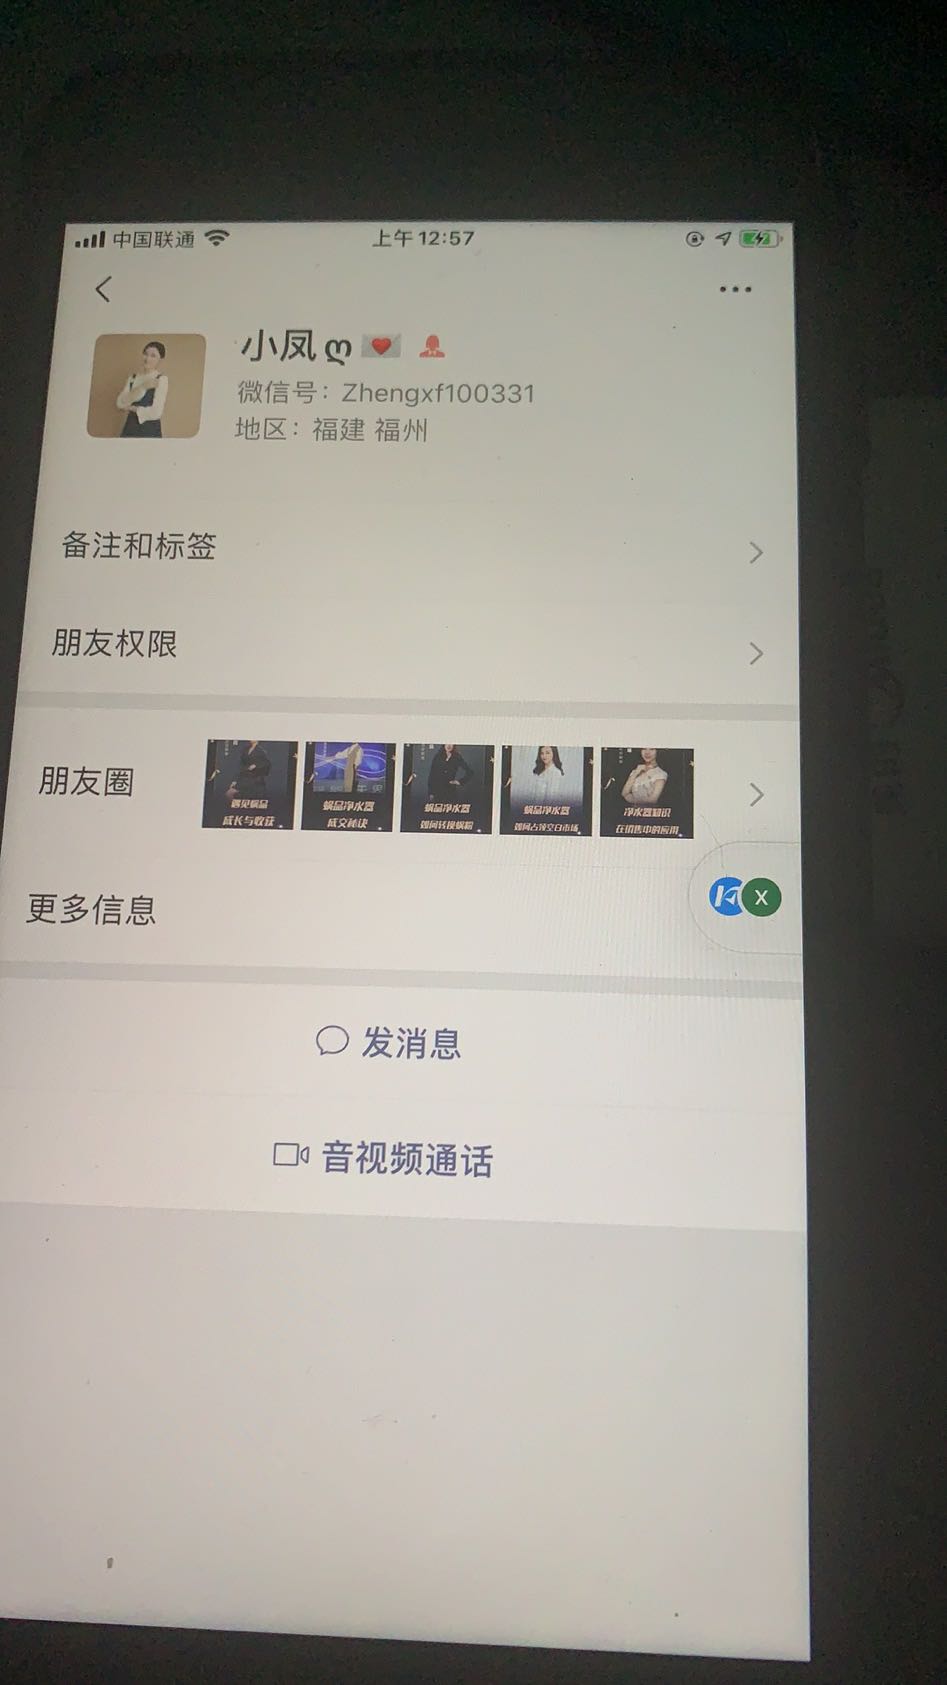 中国联通
上午12:57
小凤ღ
微信号：Zhengxf100331
地区：福建 福州
备注和标签
朋友权限
朋友圈
遇见蜗品
成长与收获
蜗品净水器
成交秘诀
蜗品净水器
如何转换蜗粉
蜗品净水器
如何占领空白市场
净水器知识
在销售中的应用
更多信息
X
发消息
音视频通话